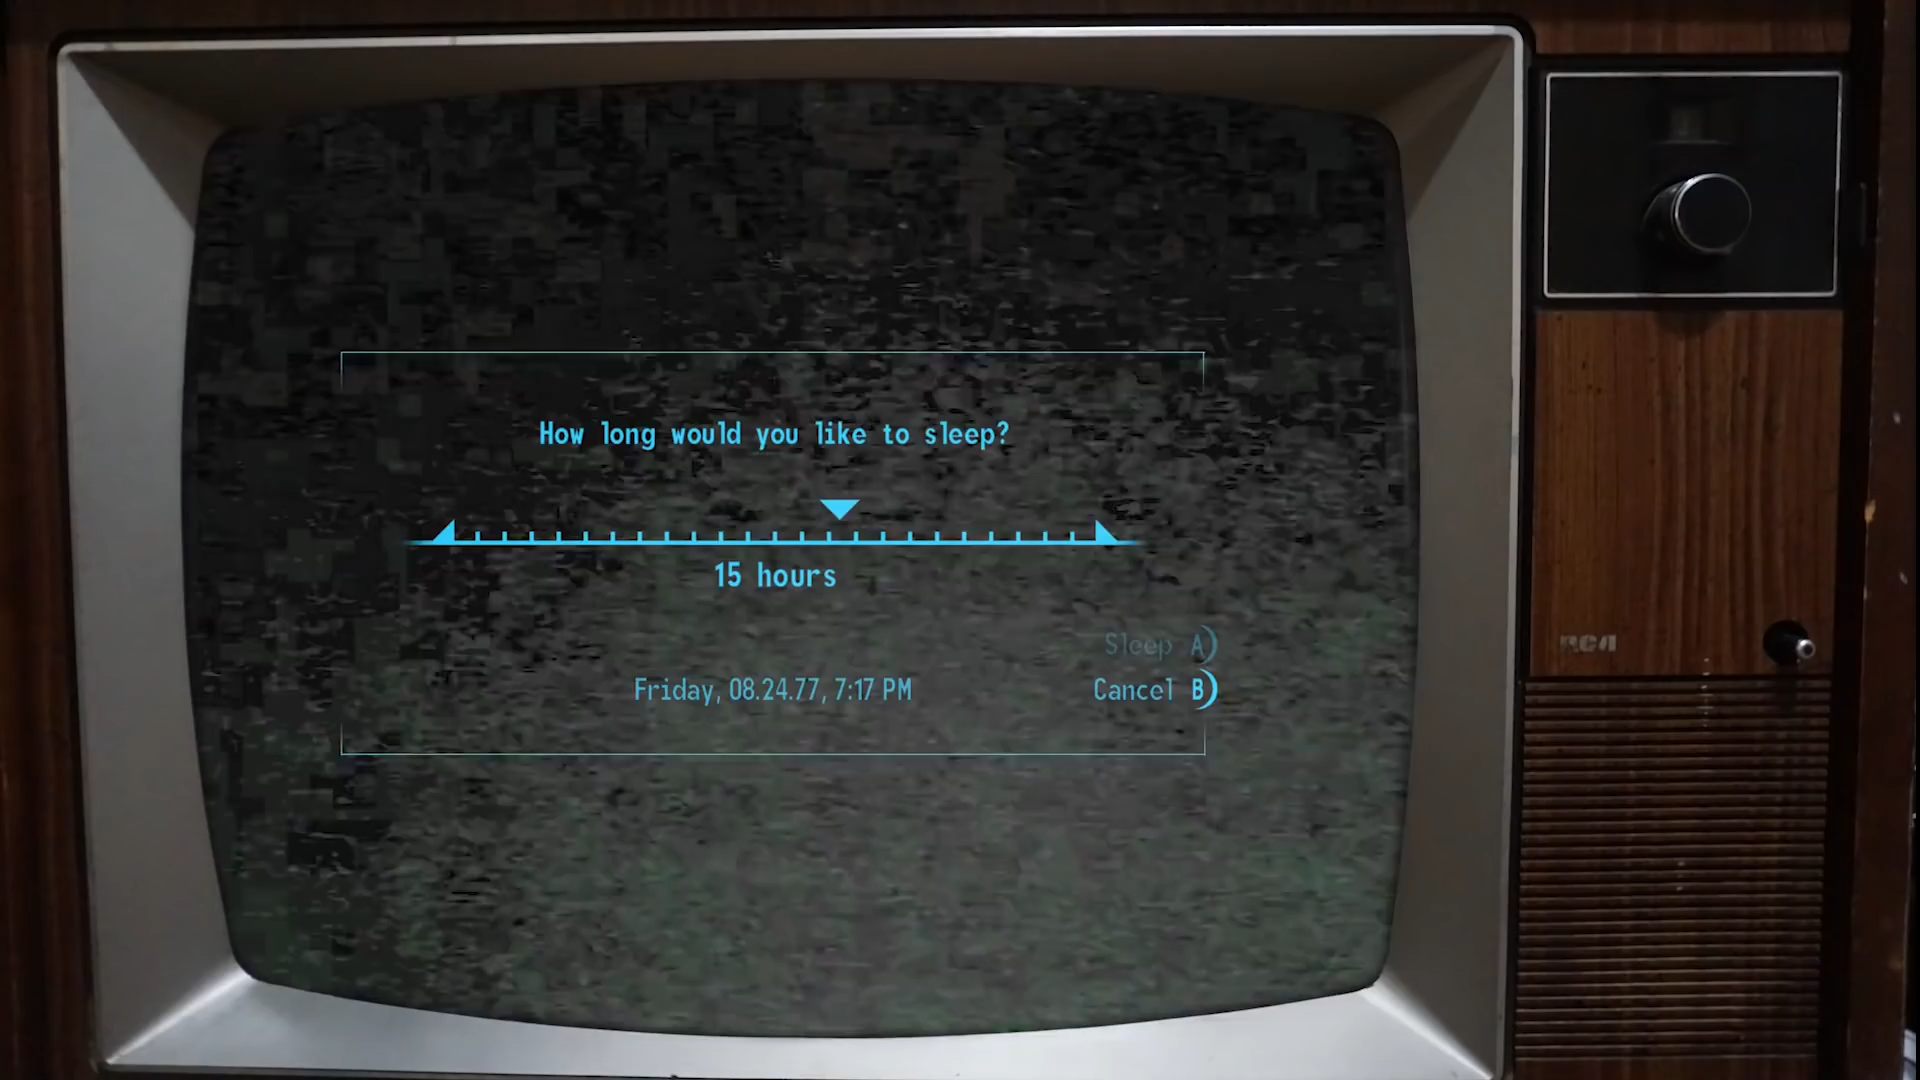 How long would you like to sleep?
15 hours
Sleep A)
Friday, 08.24.77, 7:17 PM
Cancel B)
RCA